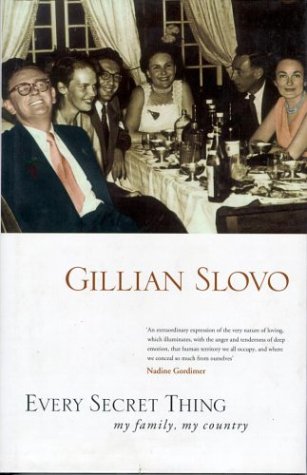 GILLIAN SLOVO
'An extraordinary expression of the very nature of loving,
which illuminates, with the anger and tenderness of deep
emotion, that human territory we all occupy, and where
we conceal so much from ourselves'
Nadine Gordimer
EVERY SECRET THING
my family, my country